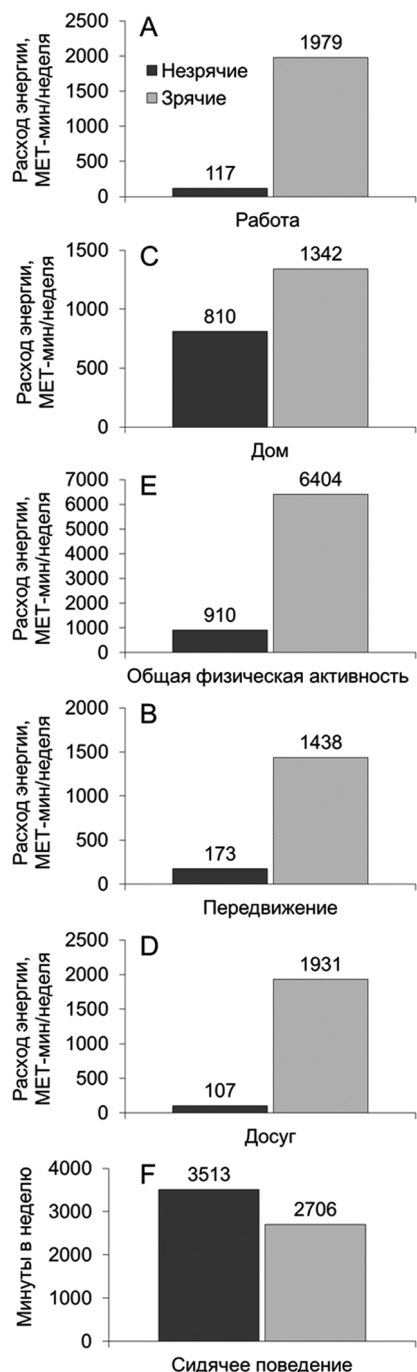 A
Расход энергии,
МЕТ-мин/неделя
2500
2000
1500
1000
500
0
Незрячие
Зрячие
117
1979
Работа
C
Расход энергии,
МЕТ-мин/неделя
1500
1000
500
0
810
1342
Дом
E
Расход энергии,
МЕТ-мин/неделя
7000
6000
5000
4000
3000
2000
1000
0
910
6404
Общая физическая активность
B
Расход энергии,
МЕТ-мин/неделя
2000
1500
1000
500
0
173
1438
Передвижение
D
Расход энергии,
МЕТ-мин/неделя
2500
2000
1500
1000
500
0
107
1931
Досуг
F
Минуты в неделю
4000
3000
2000
1000
0
3513
2706
Сидячее поведение